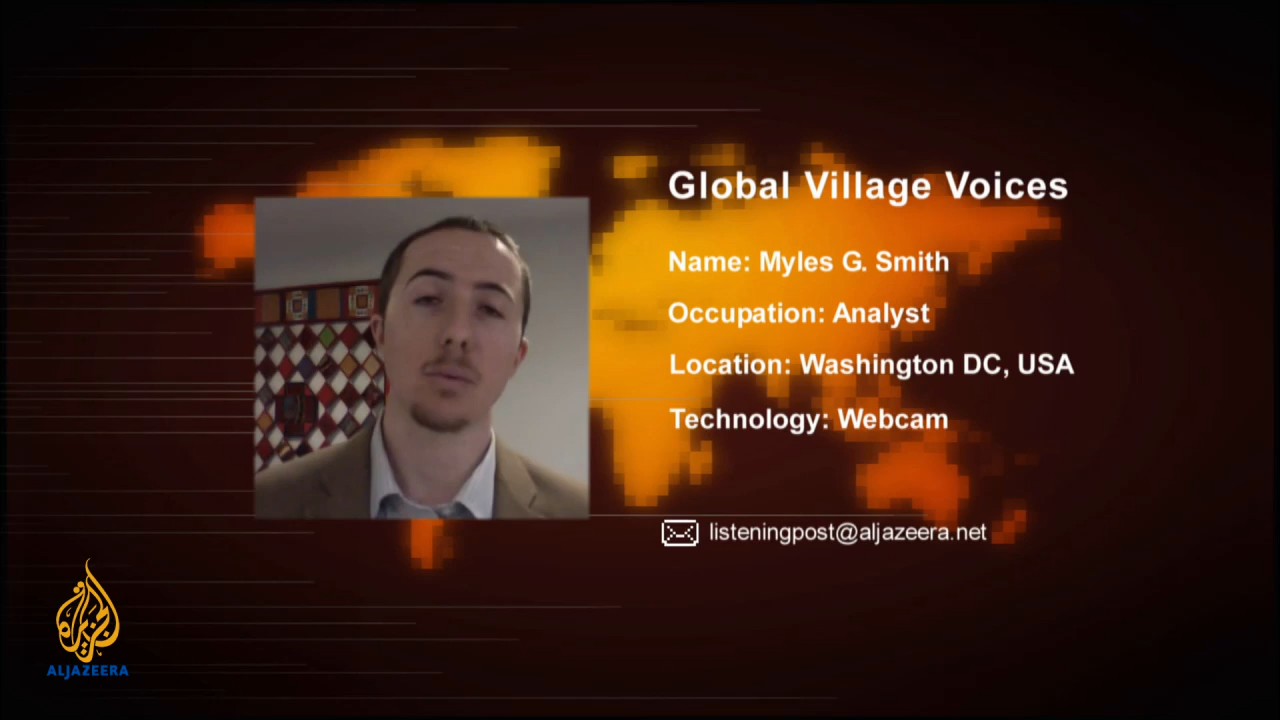 Global Village Voices
Name: Myles G. Smith
Occupation: Analyst
Location: Washington DC, USA
Technology: Webcam
listeningpost@aljazeera.net
الجزيرة
ALJAZEERA